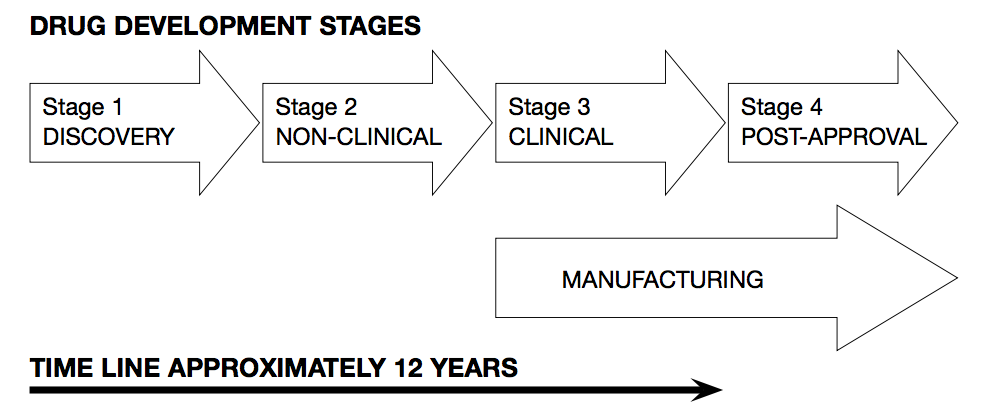 DRUG DEVELOPMENT STAGES
Stage 1
DISCOVERY
Stage 2
NON-CLINICAL
Stage 3
CLINICAL
Stage 4
POST-APPROVAL
MANUFACTURING
TIME LINE APPROXIMATELY 12 YEARS